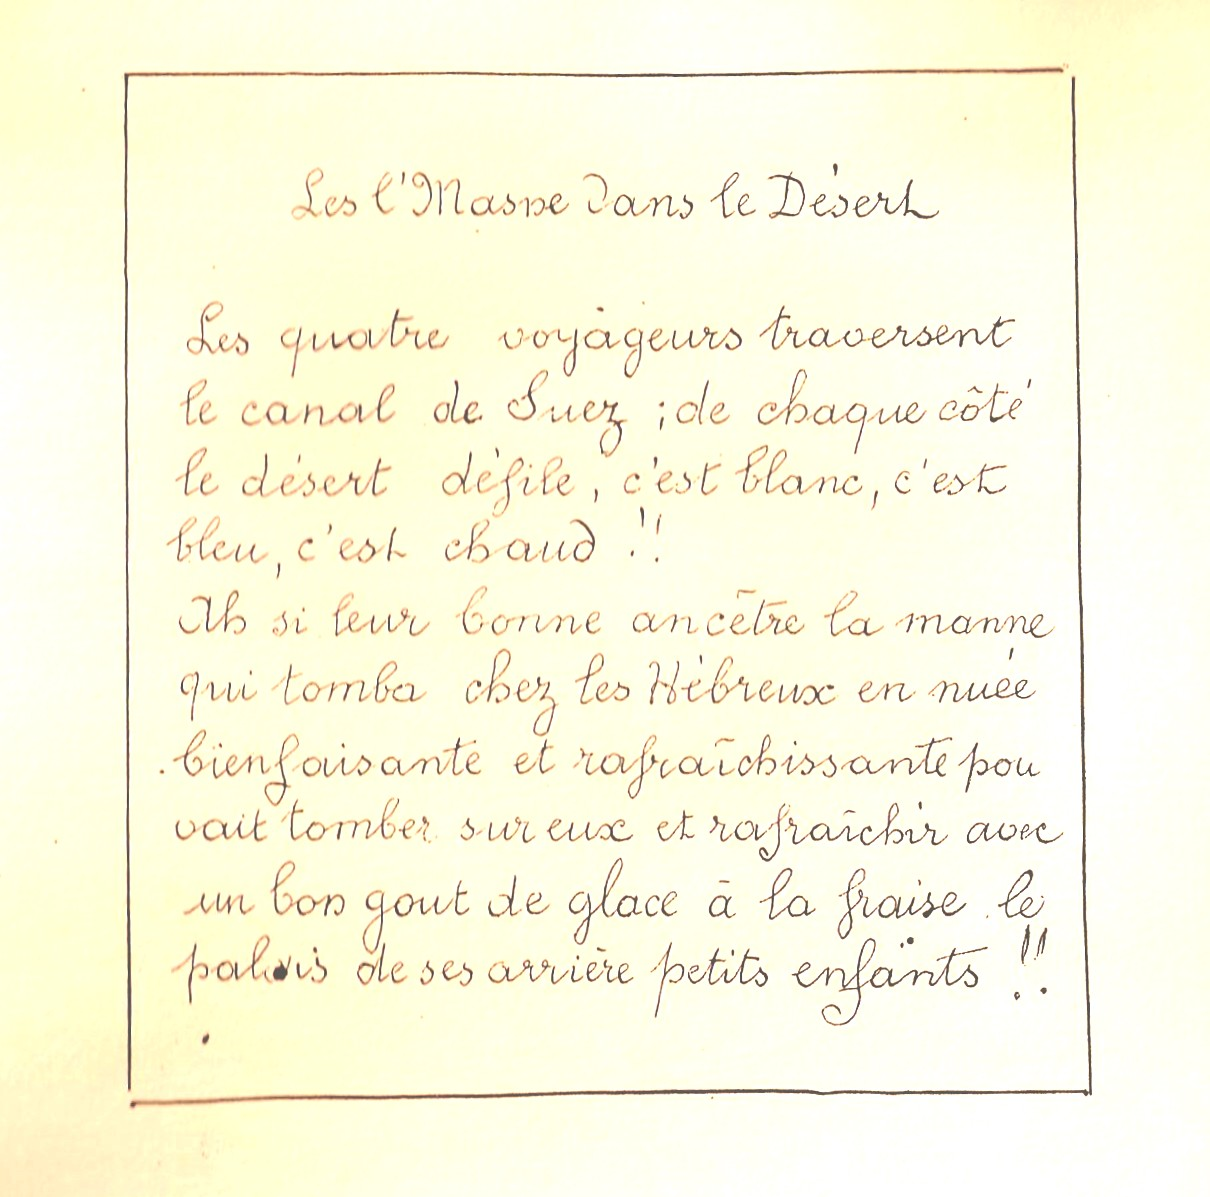 Les l'Masne dans le Désert
Les quatre voyageurs traversent
le canal de Suez ; de chaque côté
le désert défile, c'est blanc, c'est
bleu, c'est chaud !!
Ah si leur bonne ancêtre la manne
qui tomba chez les Hébreux en nuée
bienfaisante et rafraîchissante pou
vait tomber sur eux et rafraîchir avec
un bon gout de glace à la fraise le
palais de ses arrière petits enfants !!